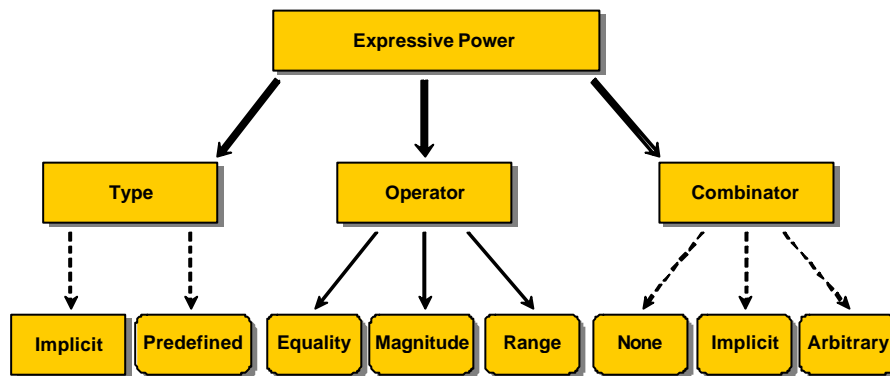 Expressive Power
Type
Operator
Combinator
Implicit
Predefined
Equality
Magnitude
Range
None
Implicit
Arbitrary